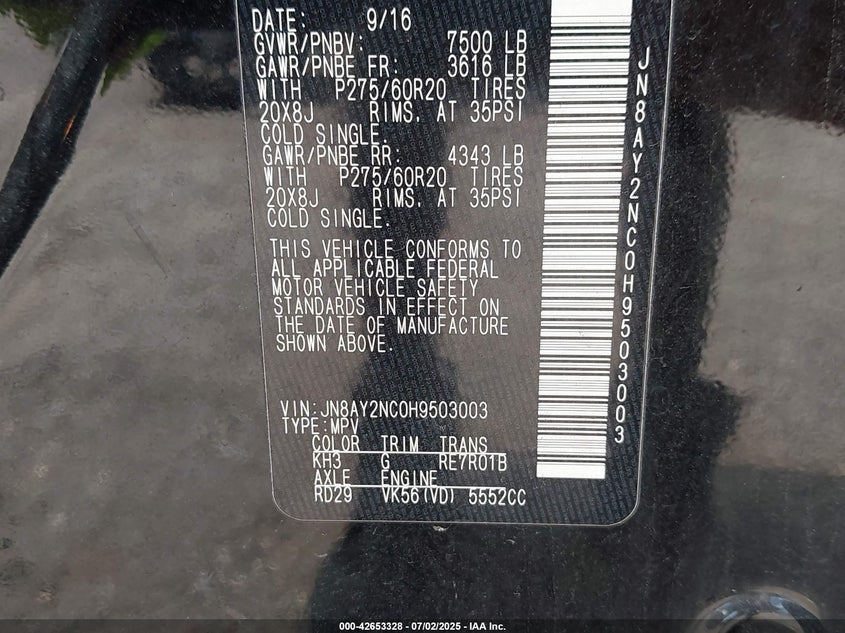 DATE: 9/16
GVWR/PNBV: 7500 LB
GAWR/PNBE FR: 3616 LB
WITH P275/60R20 TIRES
20X8J RIMS. AT 35PSI
COLD SINGLE.
GAWR/PNBE RR: 4343 LB
WITH P275/60R20 TIRES
20X8J RIMS. AT 35PSI
COLD SINGLE.
THIS VEHICLE CONFORMS TO
ALL APPLICABLE FEDERAL
MOTOR VEHICLE SAFETY
STANDARDS IN EFFECT ON
THE DATE OF MANUFACTURE
SHOWN ABOVE.
VIN:JN8AY2NC0H9503003
TYPE:MPV
COLOR TRIM TRANS
KH3 G RE7R01B
AXLE ENGINE
RD29 VK56(VD) 5552CC
JN8AY2NC0H9503003
000-42653328 - 07/02/2025 - IAA Inc.